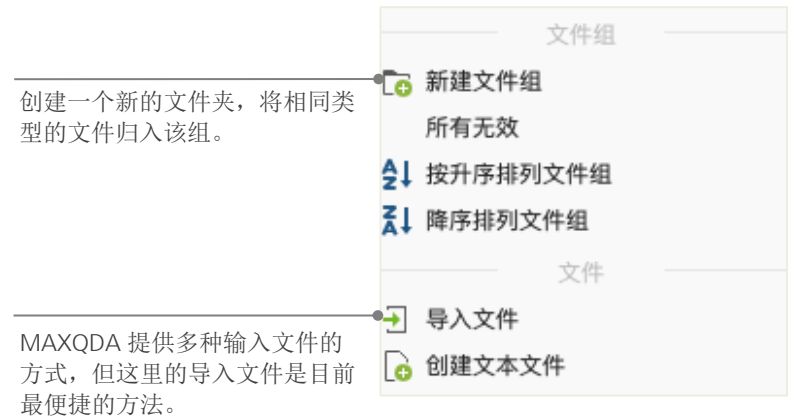 文件组
新建文件组
创建一个新的文件夹，将相同类
型的文件归入该组。
所有无效
按升序排列文件组
降序排列文件组
文件
导入文件
MAXQDA 提供多种输入文件的
方式，但这里的导入文件是目前
最便捷的方法。
创建文本文件